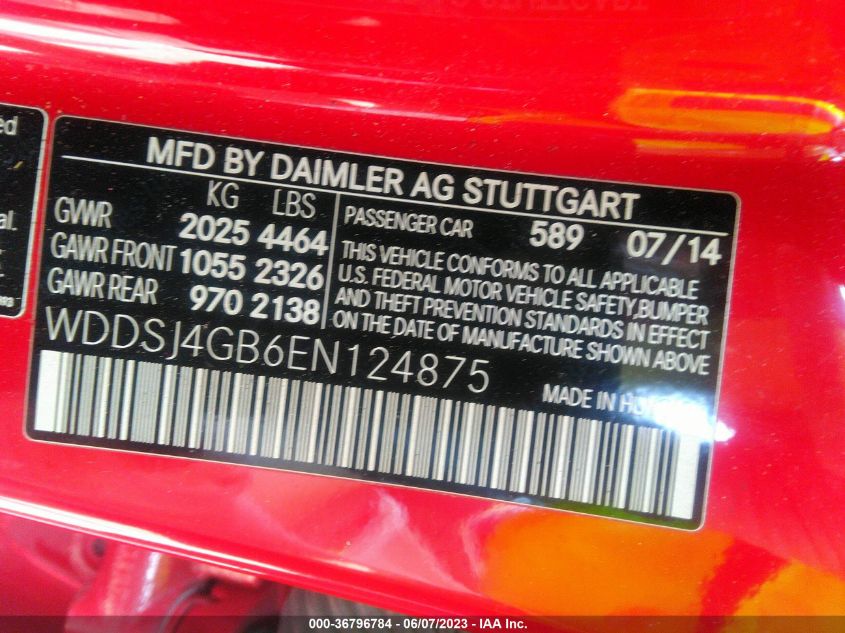 ed
al.
MFD BY DAIMLER AG STUTTGART
KG LBS
GVWR 2025 4464
GAWR FRONT 1055 2326
GAWR REAR 970 2138
PASSENGER CAR 589 07/14
THIS VEHICLE CONFORMS TO ALL APPLICABLE
U.S. FEDERAL MOTOR VEHICLE SAFETY, BUMPER
AND THEFT PREVENTION STANDARDS IN EFFECT
ON THE DATE OF MANUFACTURE SHOWN ABOVE
WDDSJ4GB6EN124875
MADE IN
000-36796784 - 06/07/2023 - IAA Inc.